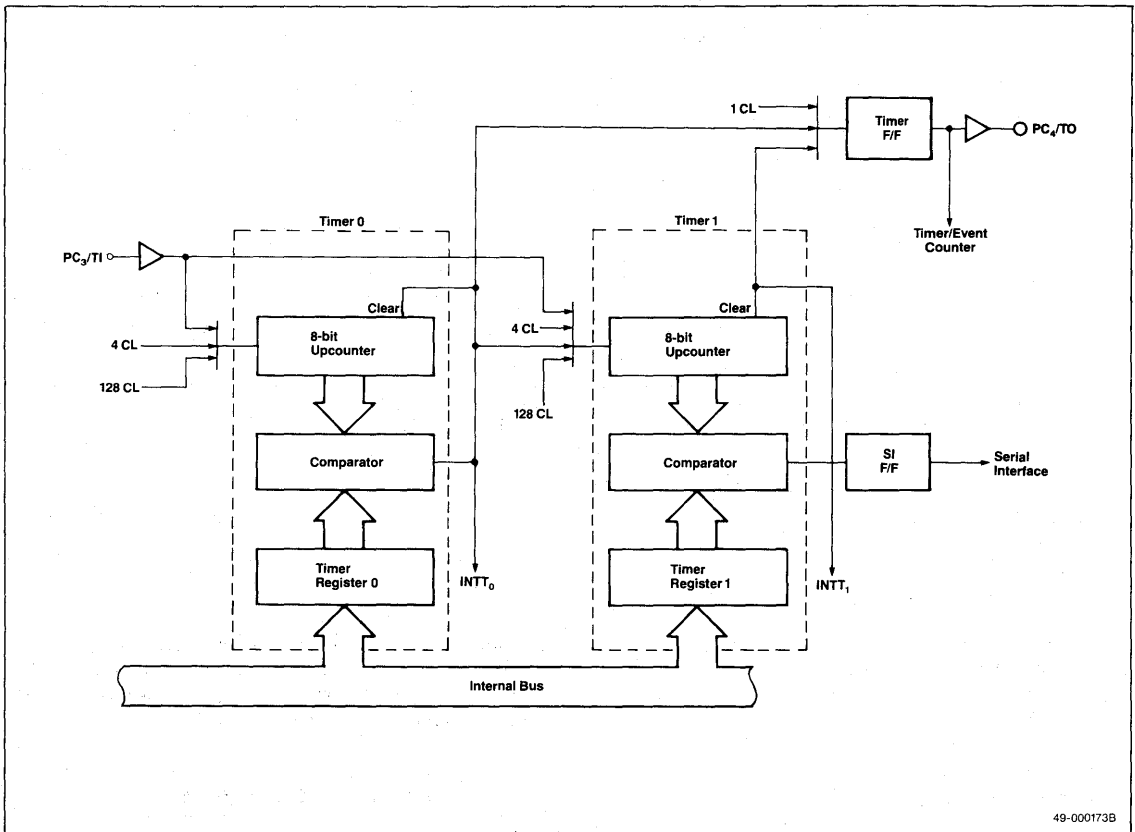 1 CL
Timer
F/F
PC₄/TO
Timer/Event
Counter
Timer 0
Timer 1
PC₃/TI
Clear
Clear
8-bit
Upcounter
4 CL
128 CL
4 CL
128 CL
8-bit
Upcounter
Comparator
Comparator
SI
F/F
Serial
Interface
Timer
Register 0
INTT₀
Timer
Register 1
INTT₁
Internal Bus
49-000173B